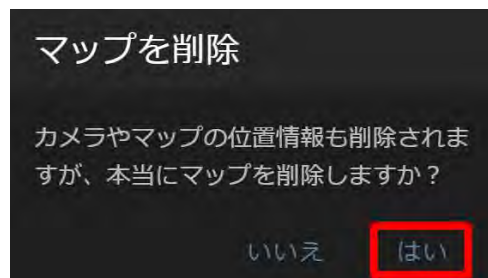 マップを削除
カメラやマップの位置情報も削除されま
すが、本当にマップを削除しますか？
いいえ はい